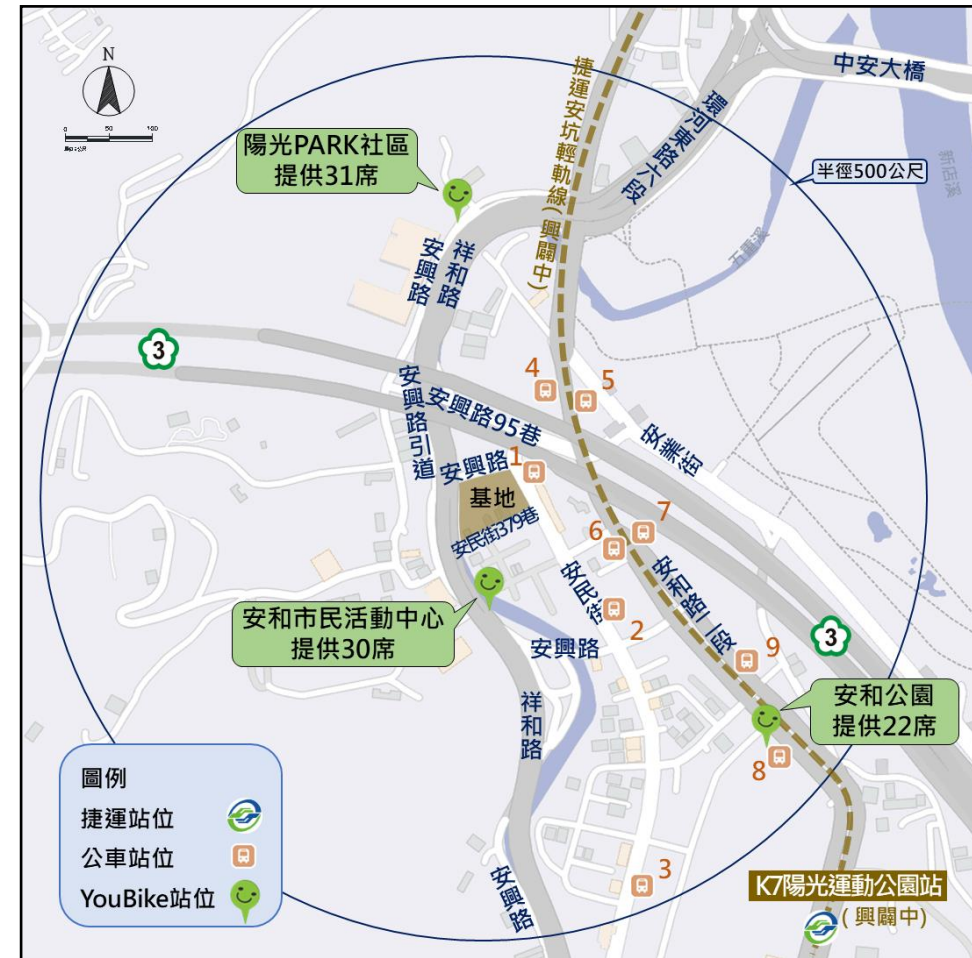 N
0 50 100
中安大橋
捷運安坑輕軌線(興闢中)
環河東路六段
半徑500公尺
新店溪
五重溪
陽光PARK社區
提供31席
祥和路
安興路
3
安興路引道
安興路95巷
4
5
安業街
安興路
1
基地
安民街379巷
6
7
安和路二段
安民街
2
安和市民活動中心
提供30席
安興路
3
9
祥和路
安和公園
提供22席
8
圖例
捷運站位
公車站位
YouBike站位
3
安興路
K7陽光運動公園站
(興闢中)